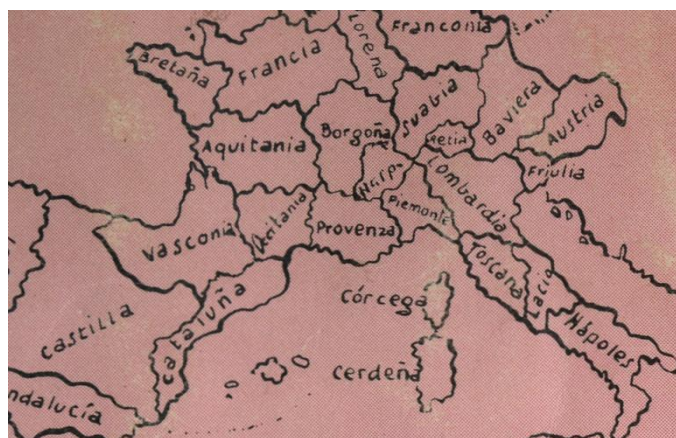 Franconia
Lorena
Francia
Bretaña
Suabia
Baviera
Austria
Borgoña
Aquitania
Retia
Friulia
Lombardia
Piemonte
Vasconia
Provenza
Toscana
Lacio
Cataluña
Córcega
Nápoles
Castilla
Cerdeña
ndalucía